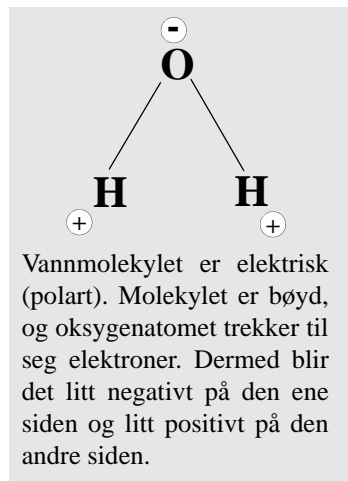 -
O
H H
+ +
Vannmolekylet er elektrisk
(polart). Molekylet er bøyd,
og oksygenatomet trekker til
seg elektroner. Dermed blir
det litt negativt på den ene
siden og litt positivt på den
andre siden.